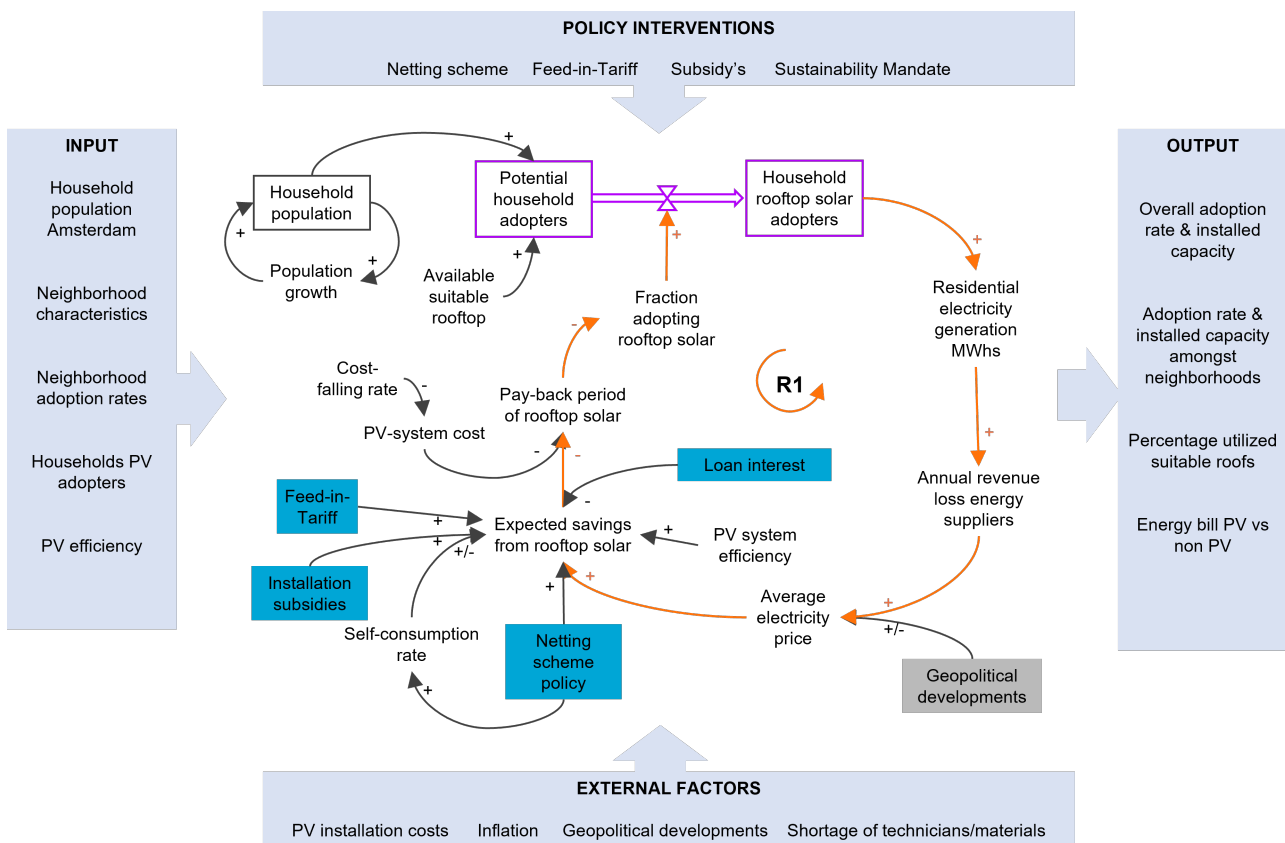 POLICY INTERVENTIONS
Netting scheme Feed-in-Tariff Subsidy's Sustainability Mandate
INPUT
Household
population
Amsterdam
Neighborhood
characteristics
Neighborhood
adoption rates
Households PV
adopters
PV efficiency
+
Household
population
+
+
Population
growth
Potential
household
adopters
+
Available
suitable
rooftop
Household
rooftop solar
adopters
+
Fraction
adopting
rooftop solar
-
+
Residential
electricity
generation
MWhs
+
Cost-
falling rate
-
PV-system cost
-
Pay-back period
of rooftop solar
-
R1
Loan interest
-
Annual revenue
loss energy
suppliers
Feed-in-
Tariff
+
+
+/-
Expected savings
from rooftop solar
+
PV system
efficiency
Installation
subsidies
+
+
Average
electricity
price
+
+/-
Self-consumption
rate
+
Netting
scheme
policy
Geopolitical
developments
OUTPUT
Overall adoption
rate & installed
capacity
Adoption rate &
installed capacity
amongst
neighborhoods
Percentage utilized
suitable roofs
Energy bill PV vs
non PV
EXTERNAL FACTORS
PV installation costs Inflation Geopolitical developments Shortage of technicians/materials